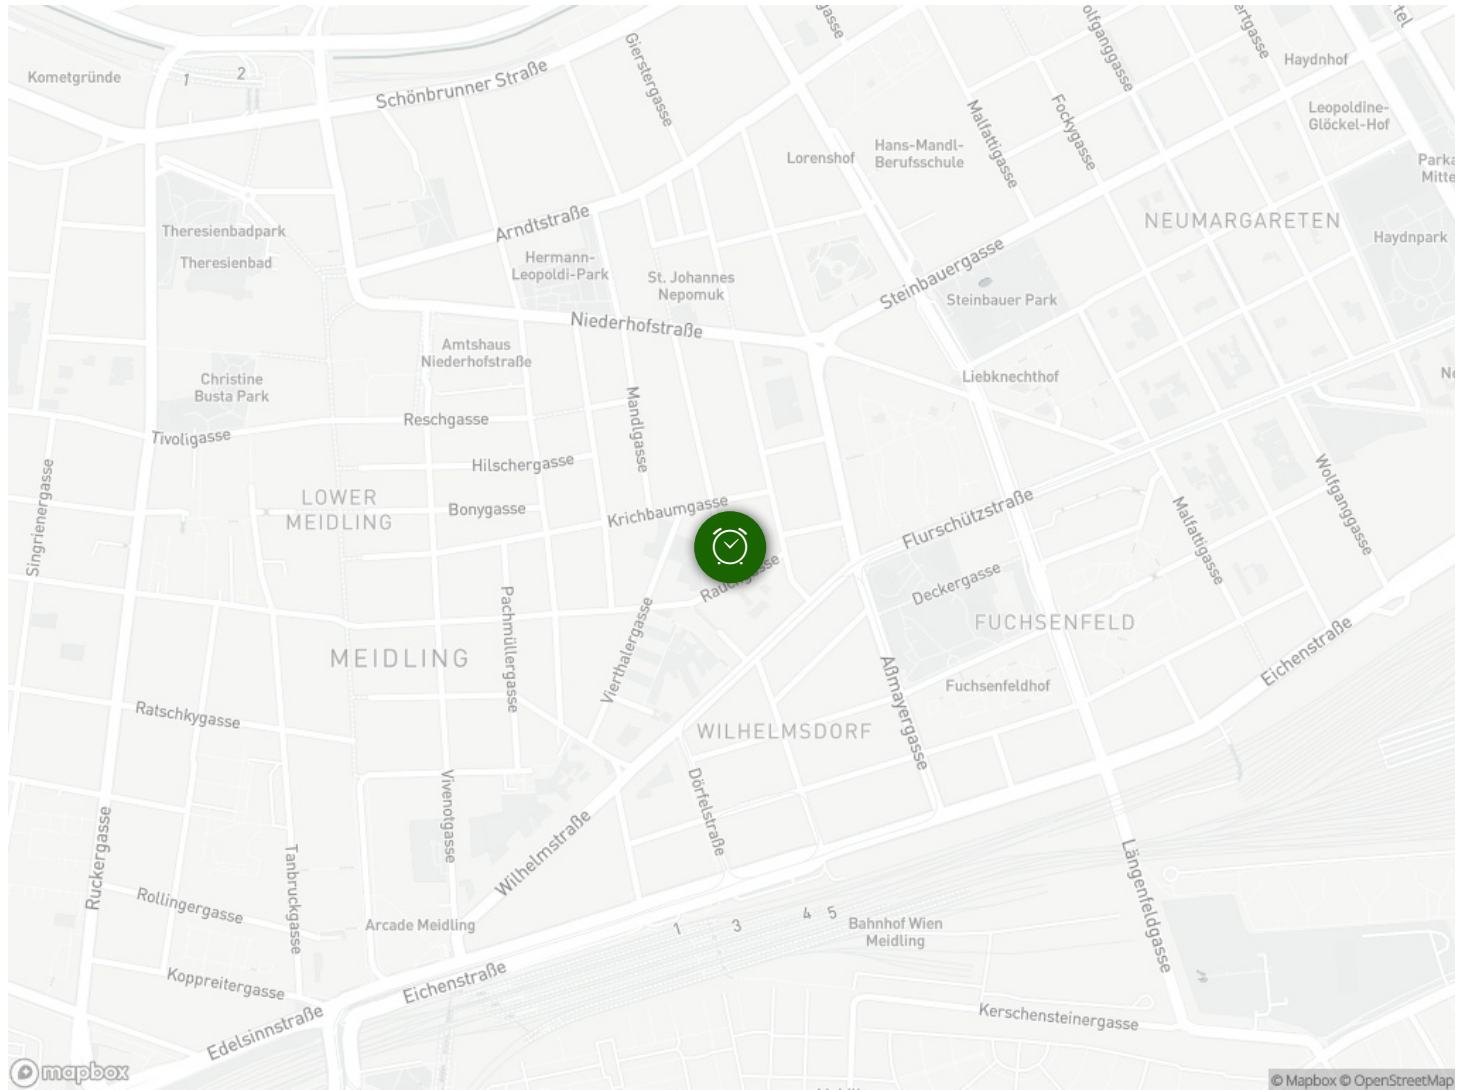 Kometgründe
1
2
Schönbrunner Straße
Gierstergasse
Lorenshof
Hans-Mandl-
Berufsschule
Malfattigasse
Fockygasse
Haydnhof
Leopoldine-
Glöckel-Hof
NEUMARGARETEN
Haydnpark
Theresienbadpark
Theresienbad
Arndtstraße
Hermann-
Leopoldi-Park
St. Johannes
Nepomuk
Steinbauergasse
Steinbauer Park
Niederhofstraße
Amtshaus
Niederhofstraße
Christine
Busta Park
Liebknechthof
Reschgasse
Mandlgasse
Tivoligasse
Hilschergasse
LOWER
MEIDLING
Bonygasse
Krichbaumgasse
Flurschützstraße
Wolfganggasse
Malfattigasse
Singrienergasse
Deckergasse
FUCHSENFELD
Pachmüllergasse
Vierthalergasse
MEIDLING
Eichenstraße
Aßmayergasse
Fuchsenfeldhof
Ratschkygasse
WILHELMSDORF
Dörfelstraße
Vivenotgasse
Wilhelmstraße
Ruckergasse
Tanbruckgasse
Längenfeldgasse
Rollingergasse
Arcade Meidling
1
3
4
5
Bahnhof Wien
Meidling
Koppreitergasse
Eichenstraße
Kerschensteinergasse
Edelsinnstraße
mapbox
© Mapbox © OpenStreetMap